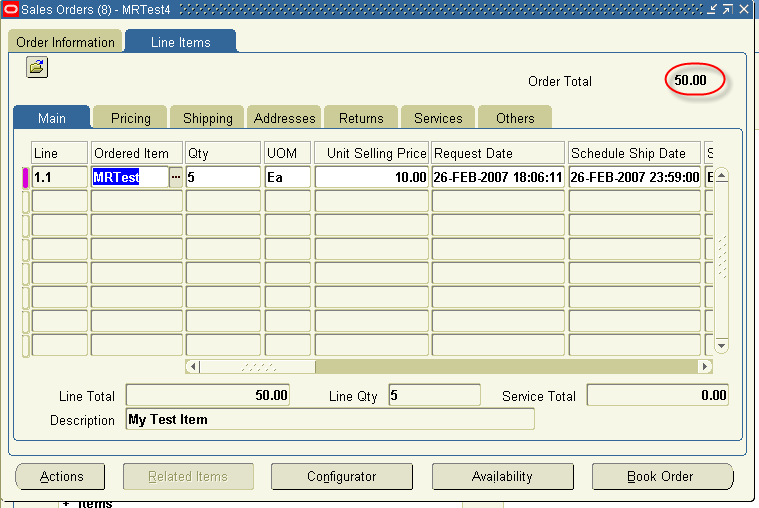 Sales Orders (8) - MRTest4
Order Information Line Items
Order Total 50.00
Main Pricing Shipping Addresses Returns Services Others
Line Ordered Item Qty UOM Unit Selling Price Request Date Schedule Ship Date S
1.1 MRTest ... 5 Ea 10.00 26-FEB-2007 18:06:11 26-FEB-2007 23:59:00 E
Line Total 50.00 Line Qty 5 Service Total 0.00
Description My Test Item
Actions Related Items Configurator Availability Book Order
+ Items